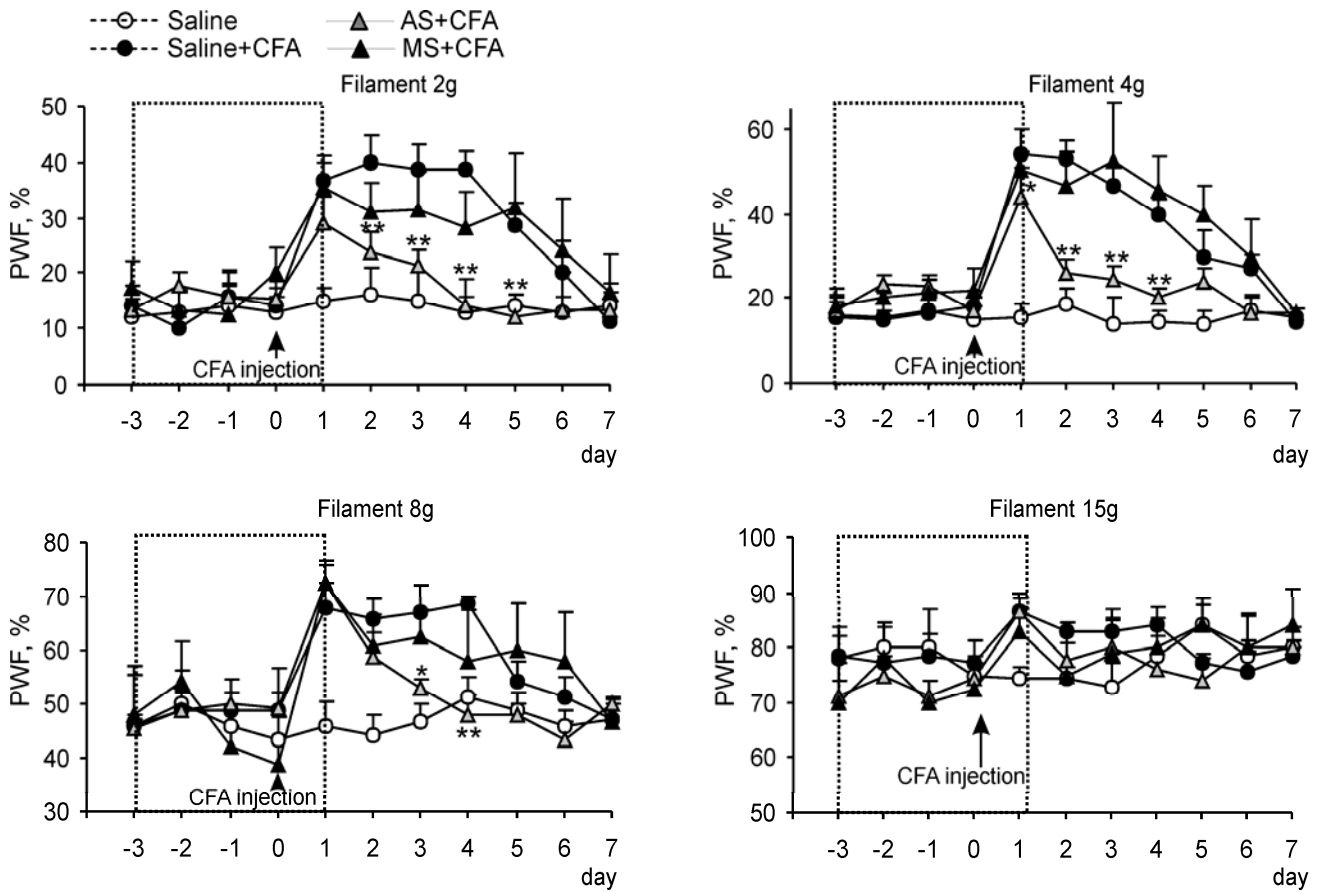 Saline
AS+CFA
Saline+CFA
MS+CFA
Filament 2g
50
40
30
20
10
0
PWF, %
**
**
**
**
CFA injection
-3 -2 -1 0 1 2 3 4 5 6 7
day
Filament 4g
60
40
20
0
PWF, %
*
**
**
**
CFA injection
-3 -2 -1 0 1 2 3 4 5 6 7
day
Filament 8g
80
70
60
50
40
30
PWF, %
*
**
CFA injection
-3 -2 -1 0 1 2 3 4 5 6 7
day
Filament 15g
100
90
80
70
60
50
PWF, %
CFA injection
-3 -2 -1 0 1 2 3 4 5 6 7
day